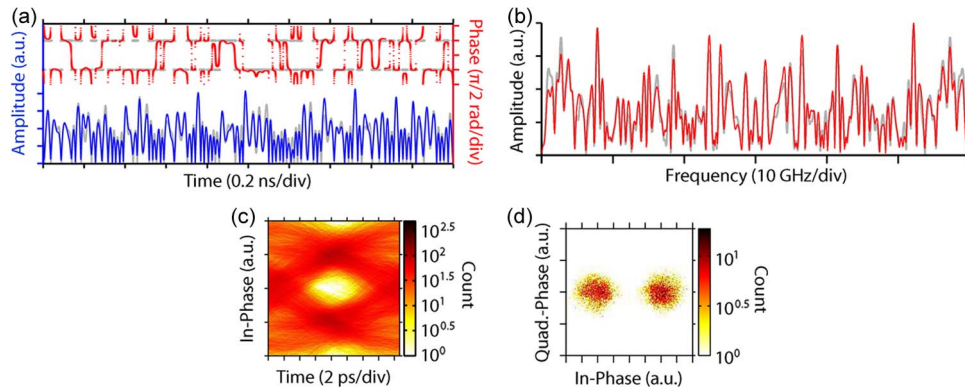 (a)
Amplitude (a.u.)
Phase (π/2 rad/div)
Time (0.2 ns/div)
(b)
Amplitude (a.u.)
Frequency (10 GHz/div)
(c)
In-Phase (a.u.)
Time (2 ps/div)
10^2.5
10^2
10^1.5
10^1
10^0.5
10^0
Count
(d)
Quad.-Phase (a.u.)
In-Phase (a.u.)
10^1
10^0.5
10^0
Count